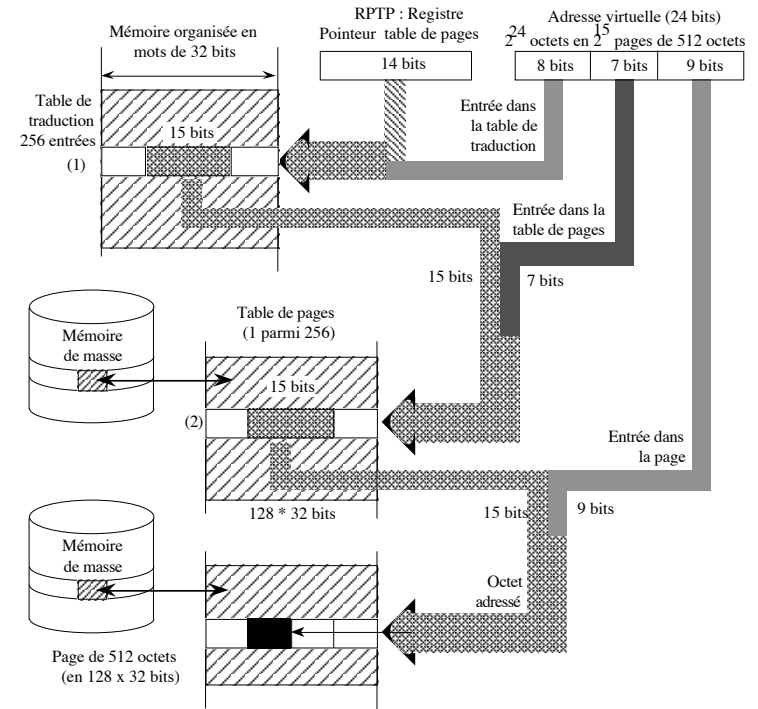 Mémoire organisée en
mots de 32 bits
RPTP : Registre
Pointeur table de pages
14 bits
Adresse virtuelle (24 bits)
2^24 octets en 2^15 pages de 512 octets
8 bits
7 bits
9 bits
Table de
traduction
256 entrées
(1)
15 bits
Entrée dans
la table de
traduction
Entrée dans la
table de pages
15 bits
7 bits
Mémoire
de masse
Table de pages
(1 parmi 256)
15 bits
(2)
128 * 32 bits
Entrée dans
la page
15 bits
9 bits
Mémoire
de masse
Octet
adressé
Page de 512 octets
(en 128 x 32 bits)